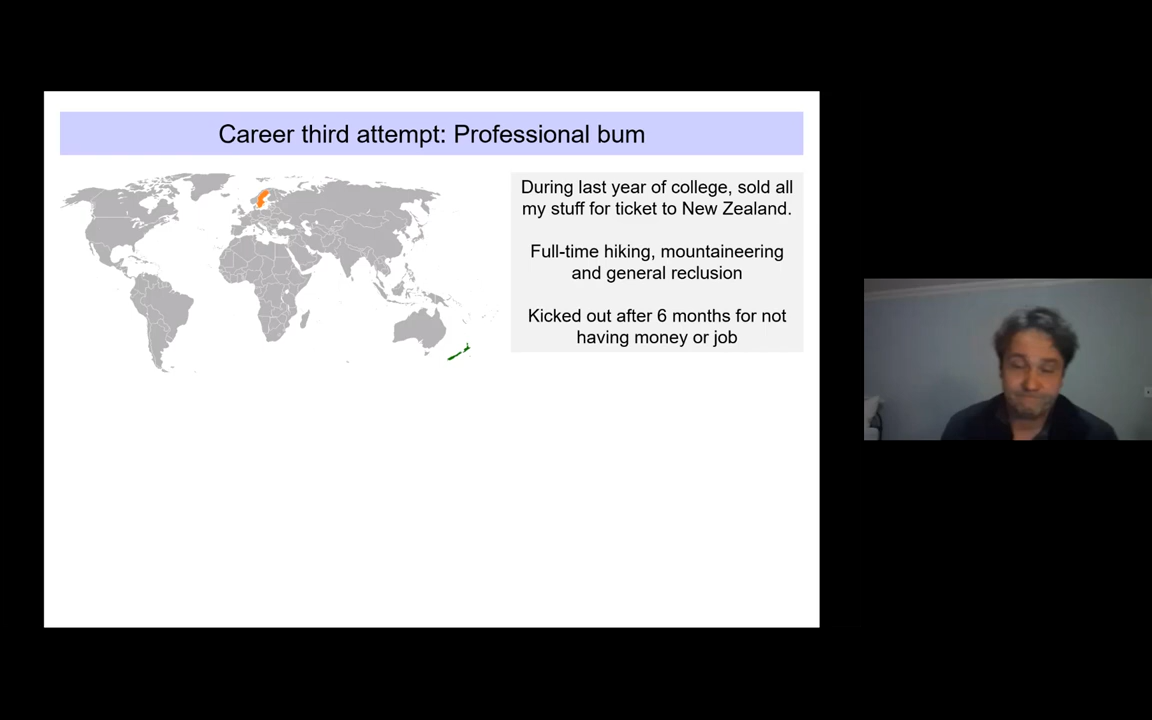 Career third attempt: Professional bum
During last year of college, sold all
my stuff for ticket to New Zealand.
Full-time hiking, mountaineering
and general reclusion
Kicked out after 6 months for not
having money or job